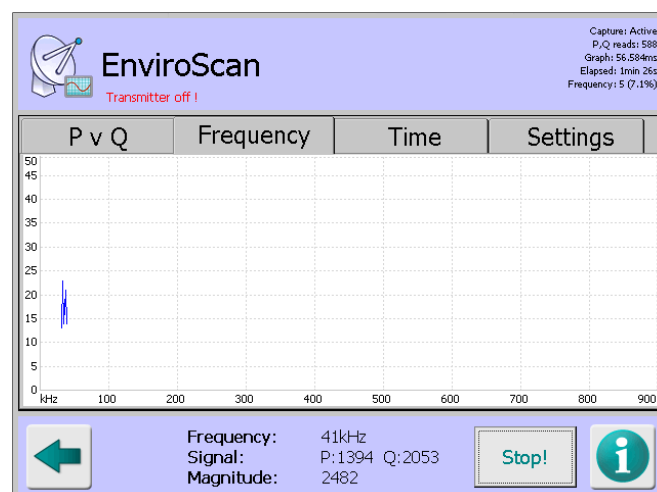 EnviroScan
Transmitter off !
Capture: Active
P,Q reads: 588
Graph: 56.584ms
Elapsed: 1min 26s
Frequency: 5 (7.1%)
P v Q Frequency Time Settings
50
45
40
35
30
25
20
15
10
5
0
kHz 100 200 300 400 500 600 700 800 900
Frequency: 41kHz
Signal: P:1394 Q:2053
Magnitude: 2482
Stop!
i